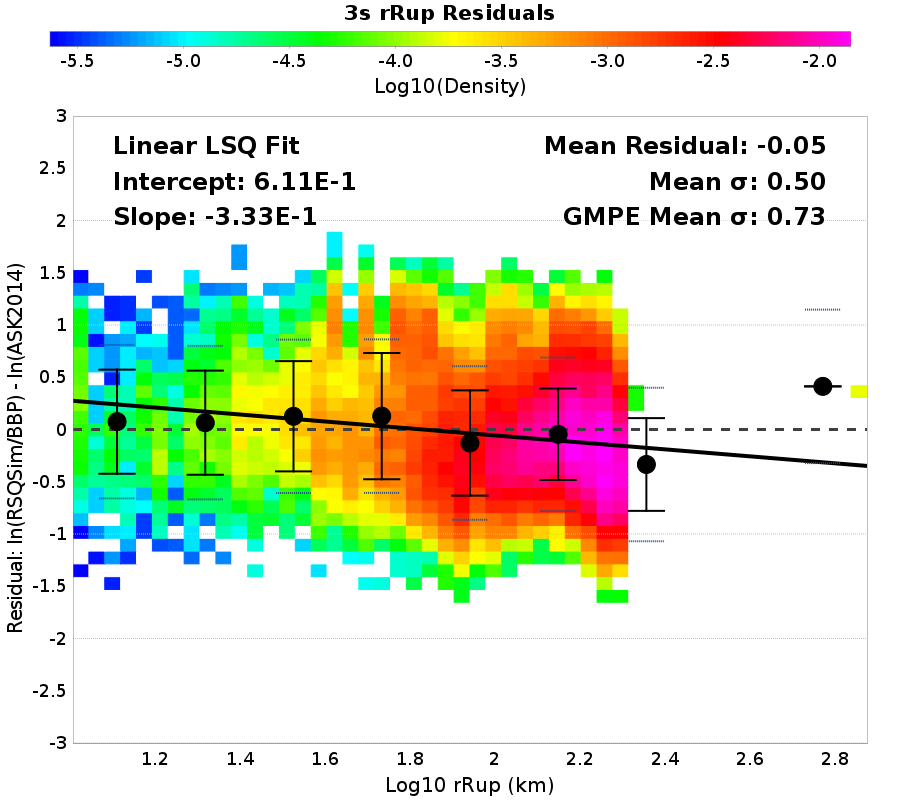 3s rRup Residuals
-5.5 -5.0 -4.5 -4.0 -3.5 -3.0 -2.5 -2.0
Log10(Density)
Linear LSQ Fit
Intercept: 6.11E-1
Slope: -3.33E-1
Mean Residual: -0.05
Mean σ: 0.50
GMPE Mean σ: 0.73
Residual: ln(RSQSim/BBP) - ln(ASK2014)
3
2.5
2
1.5
1
0.5
0
-0.5
-1
-1.5
-2
-2.5
-3
1.2 1.4 1.6 1.8 2 2.2 2.4 2.6 2.8
Log10 rRup (km)